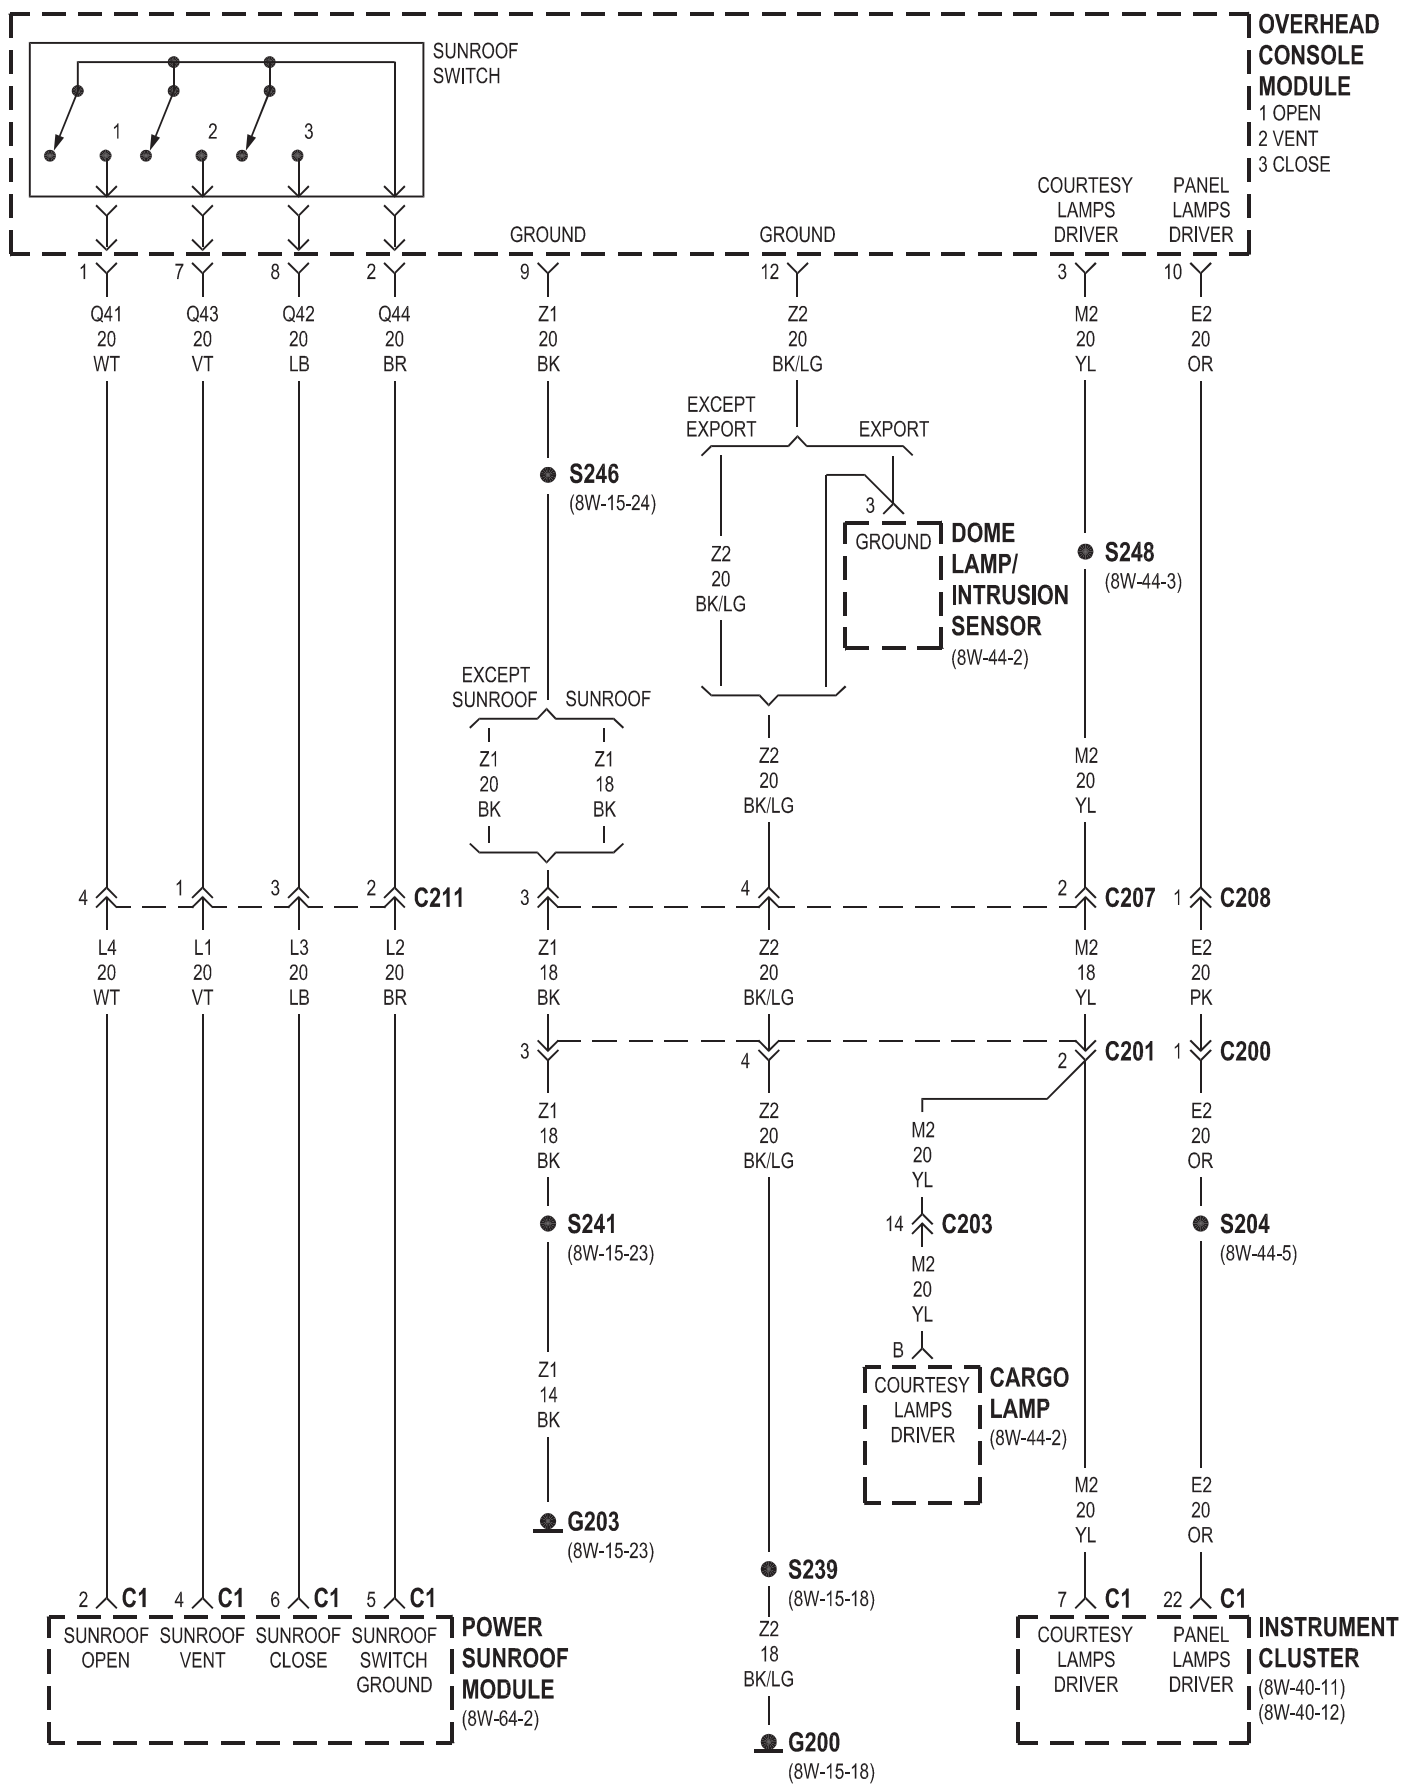 OVERHEAD
CONSOLE
MODULE
1 OPEN
2 VENT
3 CLOSE
SUNROOF
SWITCH
1
2
3
GROUND
GROUND
COURTESY
LAMPS
DRIVER
PANEL
LAMPS
DRIVER
1
7
8
2
9
12
3
10
Q41
20
WT
Q43
20
VT
Q42
20
LB
Q44
20
BR
Z1
20
BK
Z2
20
BK/LG
M2
20
YL
E2
20
OR
EXCEPT
EXPORT
EXPORT
S246
(8W-15-24)
3
GROUND
DOME
LAMP/
INTRUSION
SENSOR
(8W-44-2)
Z2
20
BK/LG
S248
(8W-44-3)
EXCEPT
SUNROOF
SUNROOF
Z1
20
BK
Z1
18
BK
Z2
20
BK/LG
M2
20
YL
4
1
3
2
C211
3
4
2
C207
1
C208
L4
20
WT
L1
20
VT
L3
20
LB
L2
20
BR
Z1
18
BK
Z2
20
BK/LG
M2
18
YL
E2
20
PK
3
4
2
C201
1
C200
Z1
18
BK
Z2
20
BK/LG
M2
20
YL
E2
20
OR
S241
(8W-15-23)
14
C203
S204
(8W-44-5)
M2
20
YL
B
COURTESY
LAMPS
DRIVER
CARGO
LAMP
(8W-44-2)
Z1
14
BK
G203
(8W-15-23)
M2
20
YL
E2
20
OR
S239
(8W-15-18)
Z2
18
BK/LG
G200
(8W-15-18)
2
C1
4
C1
6
C1
5
C1
SUNROOF
OPEN
SUNROOF
VENT
SUNROOF
CLOSE
SUNROOF
SWITCH
GROUND
POWER
SUNROOF
MODULE
(8W-64-2)
7
C1
22
C1
COURTESY
LAMPS
DRIVER
PANEL
LAMPS
DRIVER
INSTRUMENT
CLUSTER
(8W-40-11)
(8W-40-12)